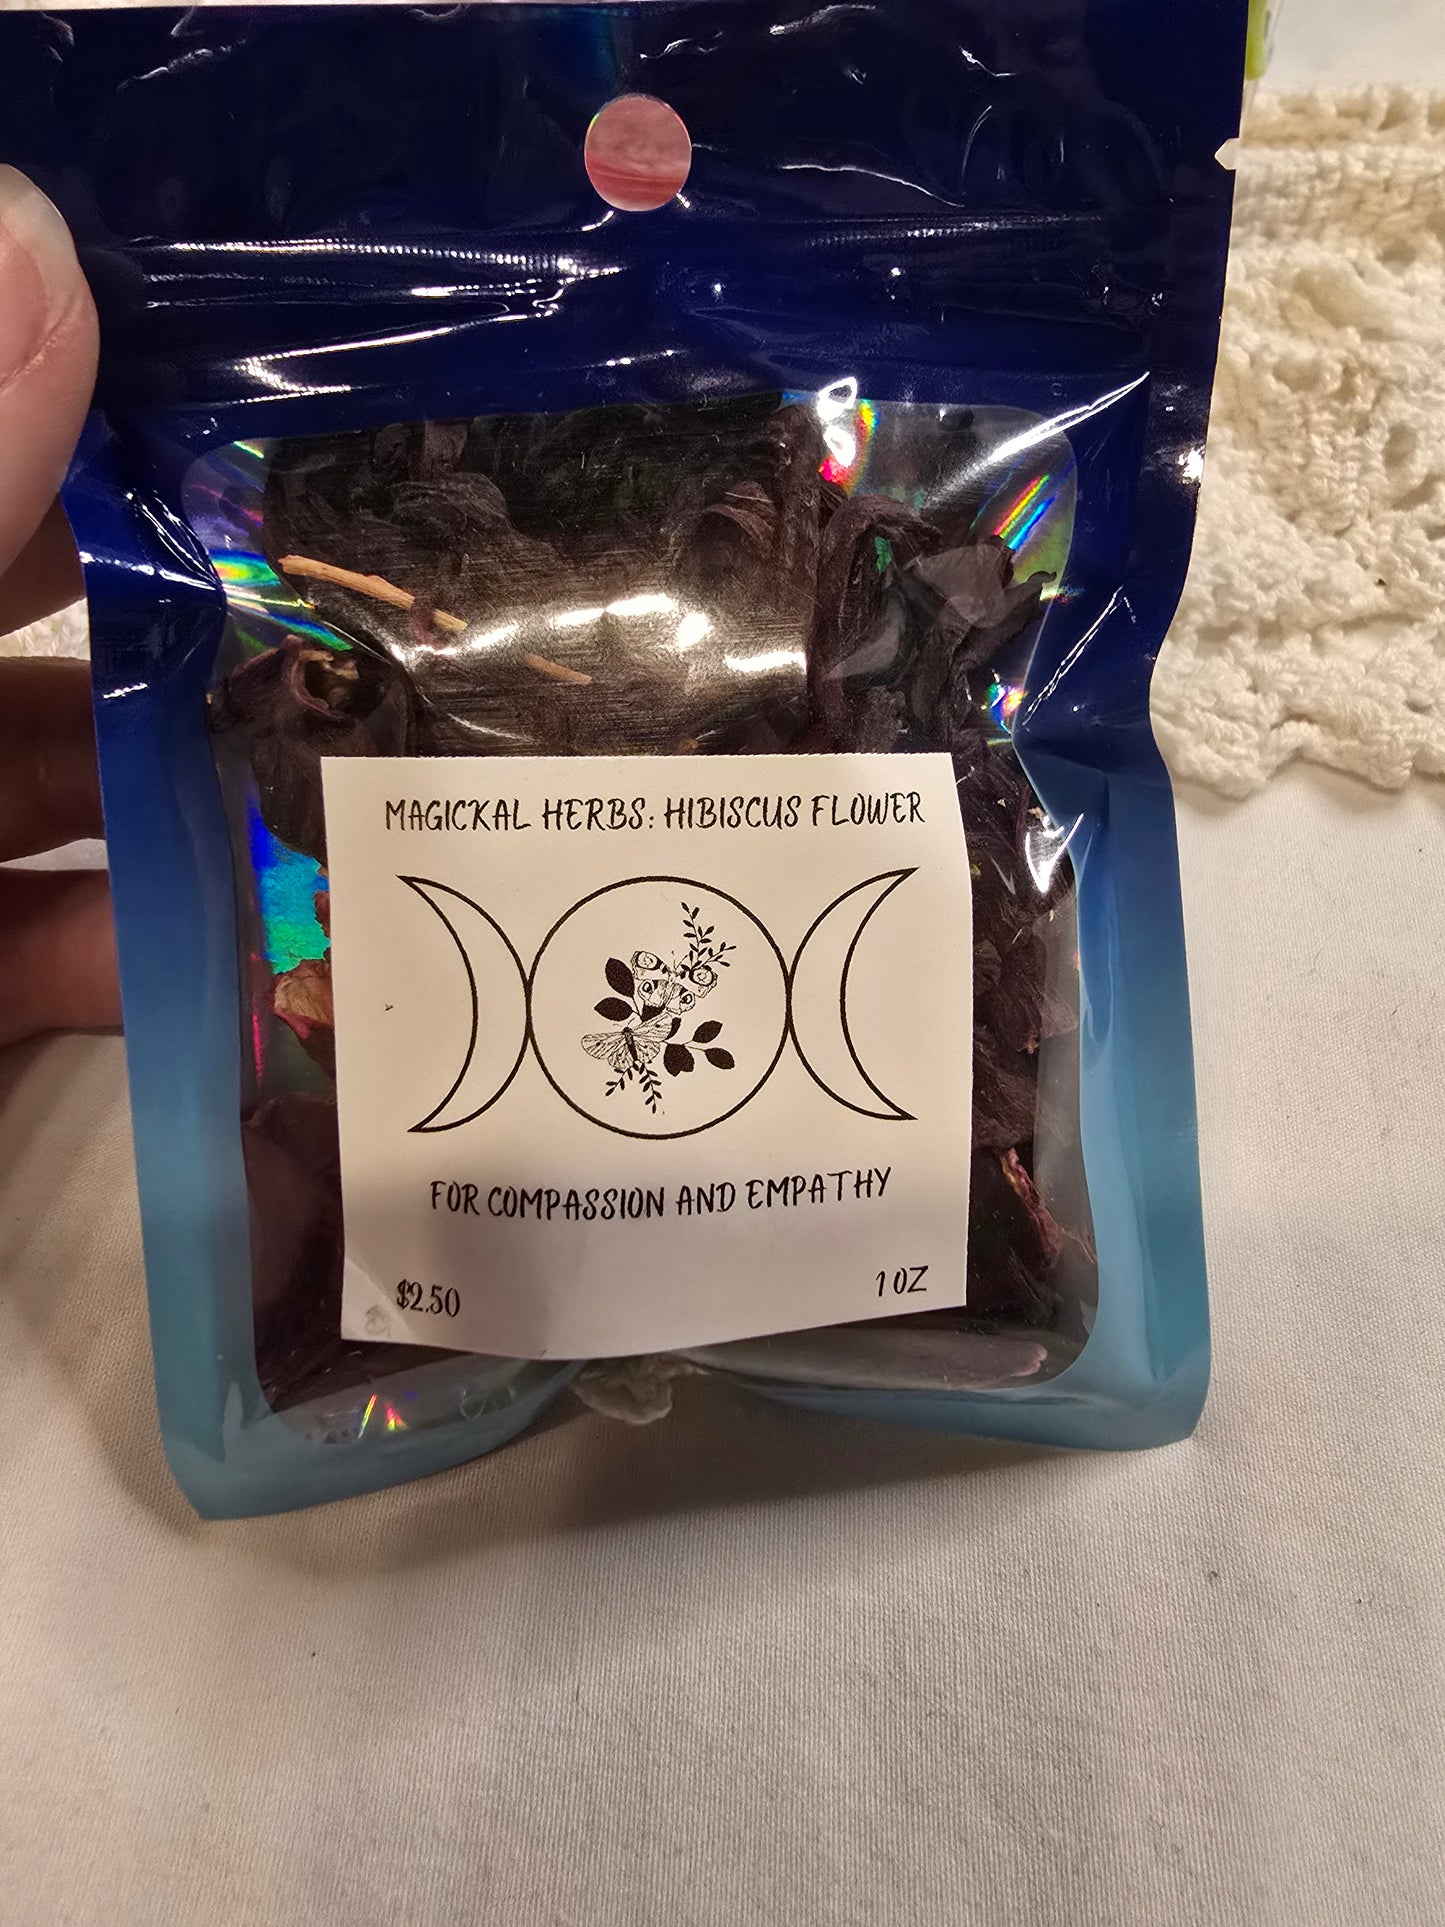 MAGICKAL HERBS: HIBISCUS FLOWER
FOR COMPASSION AND EMPATHY
$2.50 1 OZ